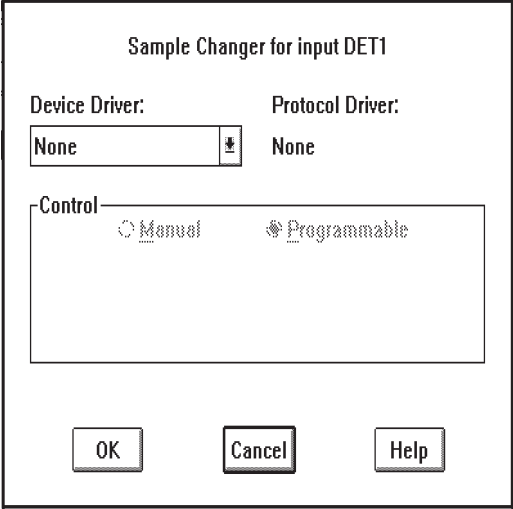 Sample Changer for input DET1
Device Driver: Protocol Driver:
None None
Control
Manual Programmable
OK Cancel Help